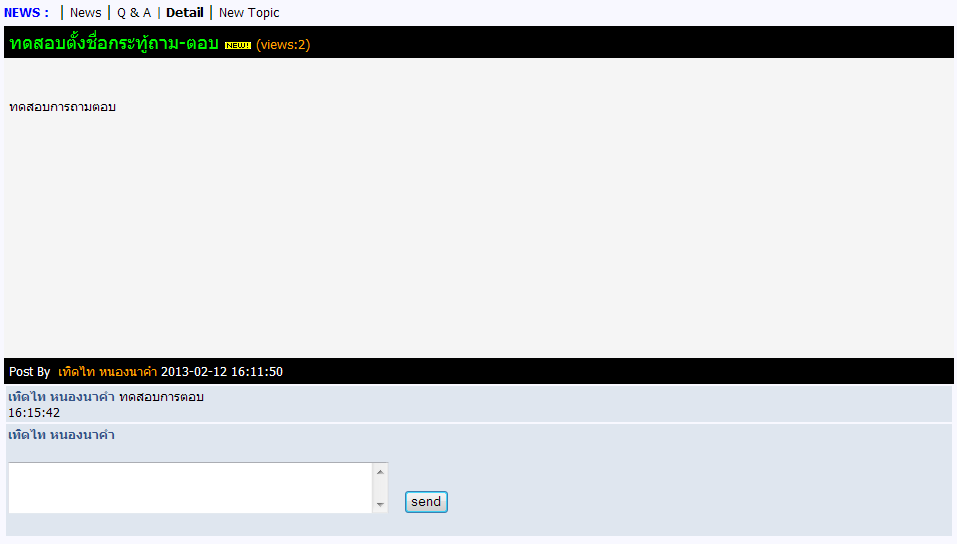 NEWS : | News | Q & A | Detail | New Topic
ทดสอบตั้งชื่อกระทู้ถาม-ตอบ NEW! (views:2)
ทดสอบการถามตอบ
Post By เทิดไท หนองนาคำ 2013-02-12 16:11:50
เทิดไท หนองนาคำ ทดสอบการตอบ
16:15:42
เทิดไท หนองนาคำ
send